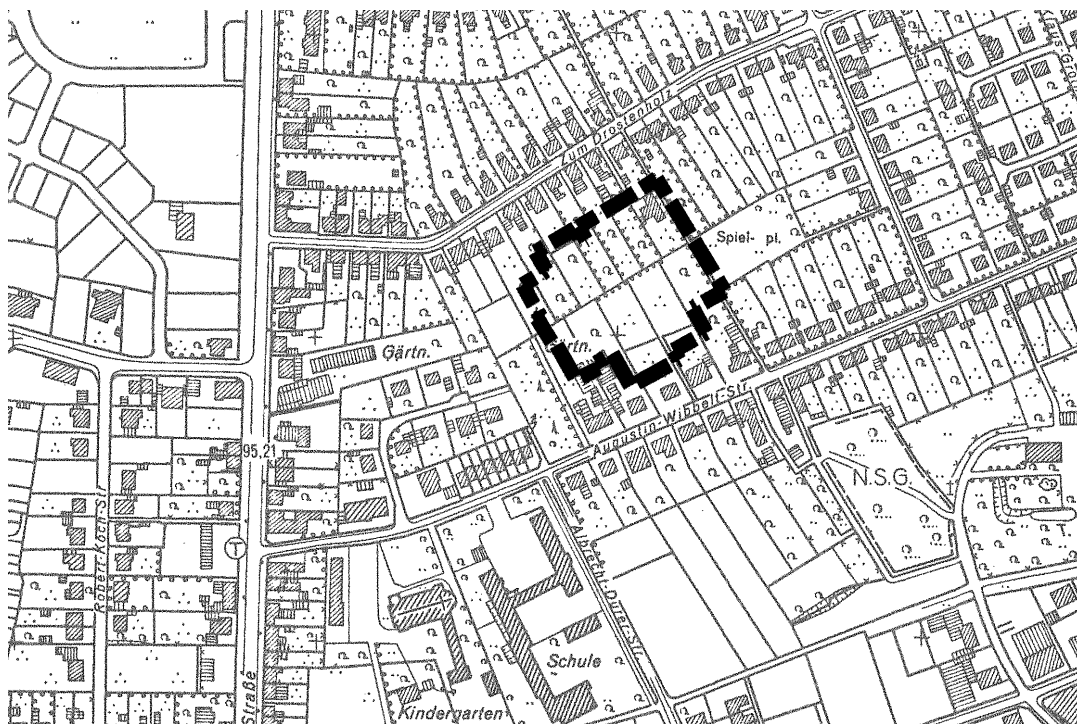 Zum Drostenholz
Spiel- pl.
Gärtn.
Augustin-Wibbelt-Str.
95,21
N.S.G.
Robert-Koch-Str.
Albrecht-Dürer-Str.
Schule
Straße
Kindergarten